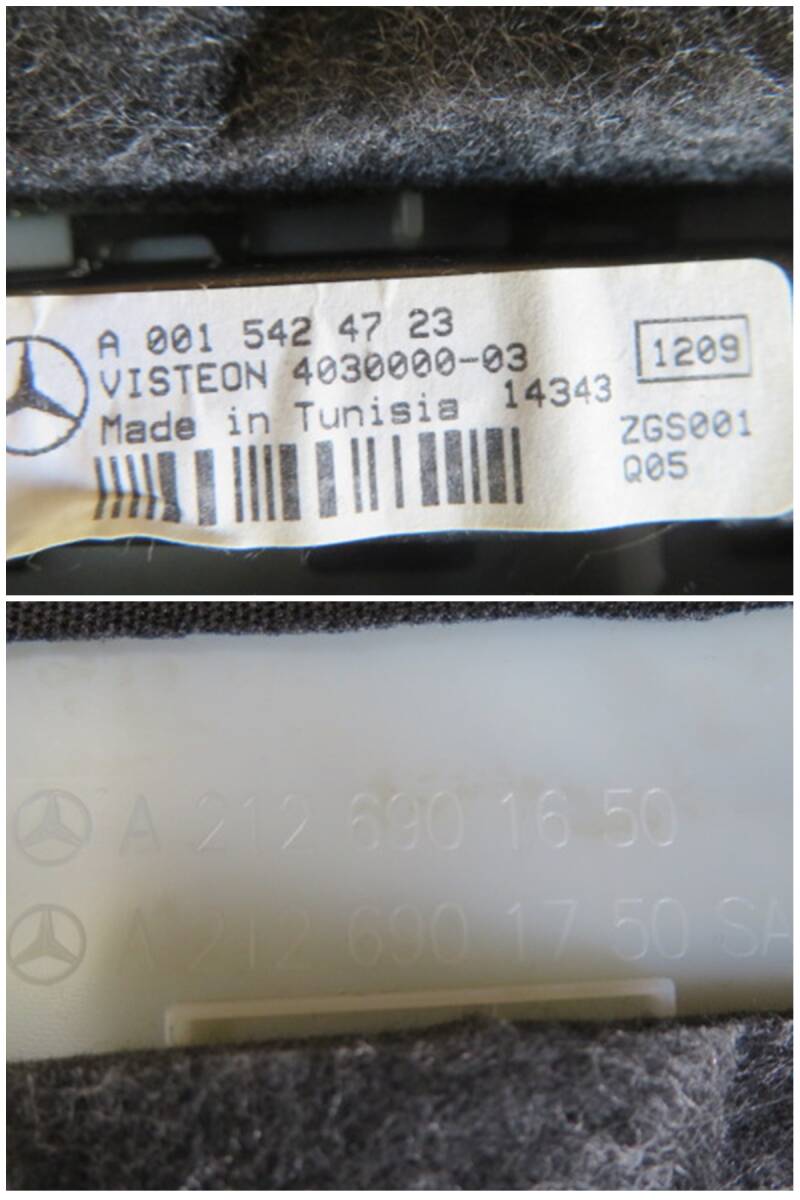 A 001 542 47 23
VISTEON 4030000-03
1209
Made in Tunisia 14343
ZGS001
Q05
A 212 690 16 50
A 212 690 17 50 SA